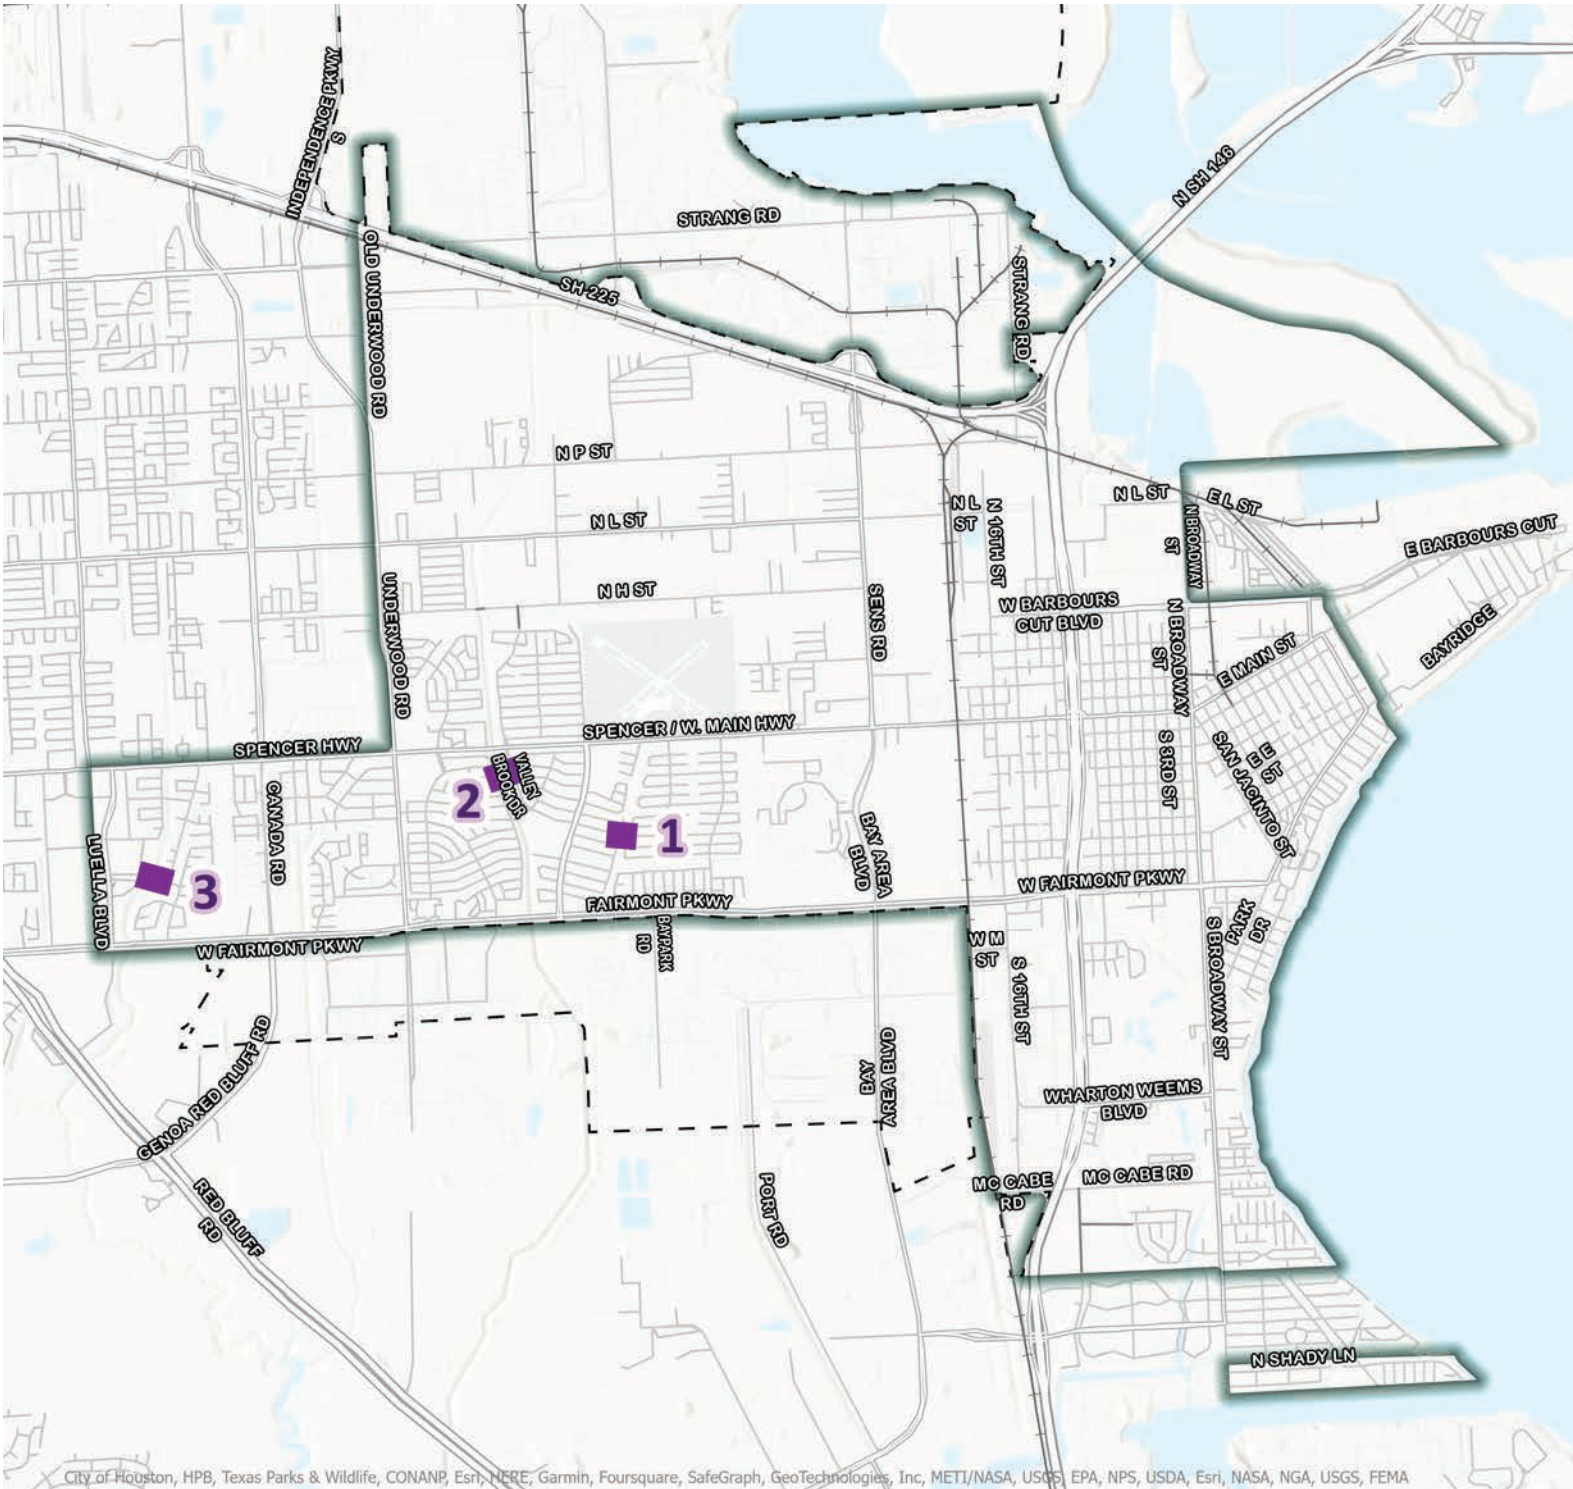 INDEPENDENCE PKWY
S
N SH 146
STRANG RD
OLD UNDERWOOD RD
SH 225
STRANG RD
N P ST
N L ST
N L
ST
N 16TH ST
N L ST
E L ST
N BROADWAY
ST
E BARBOURS CUT
N H ST
UNDERWOOD RD
SENS RD
W BARBOURS
CUT BLVD
N BROADWAY
ST
E MAIN ST
BAYRIDGE
SPENCER HWY
SPENCER / W. MAIN HWY
S 3RD ST
SAN JACINTO ST
E E
ST
VALLEY
BROOK DR
2
1
CANADA RD
LUELLA BLVD
3
BAY AREA
BLVD
W FAIRMONT PKWY
FAIRMONT PKWY
W FAIRMONT PKWY
BAYPARK
RD
W M
ST
S 16TH ST
PARK
DR
S BROADWAY ST
GENOA RED BLUFF RD
BAY
AREA BLVD
WHARTON WEEMS
BLVD
MC CABE
RD
MC CABE RD
RED BLUFF
RD
PORT RD
N SHADY LN
City of Houston, HPB, Texas Parks & Wildlife, CONANP, Esri, HERE, Garmin, Foursquare, SafeGraph, GeoTechnologies, Inc, METI/NASA, USGS, EPA, NPS, USDA, Esri, NASA, NGA, USGS, FEMA